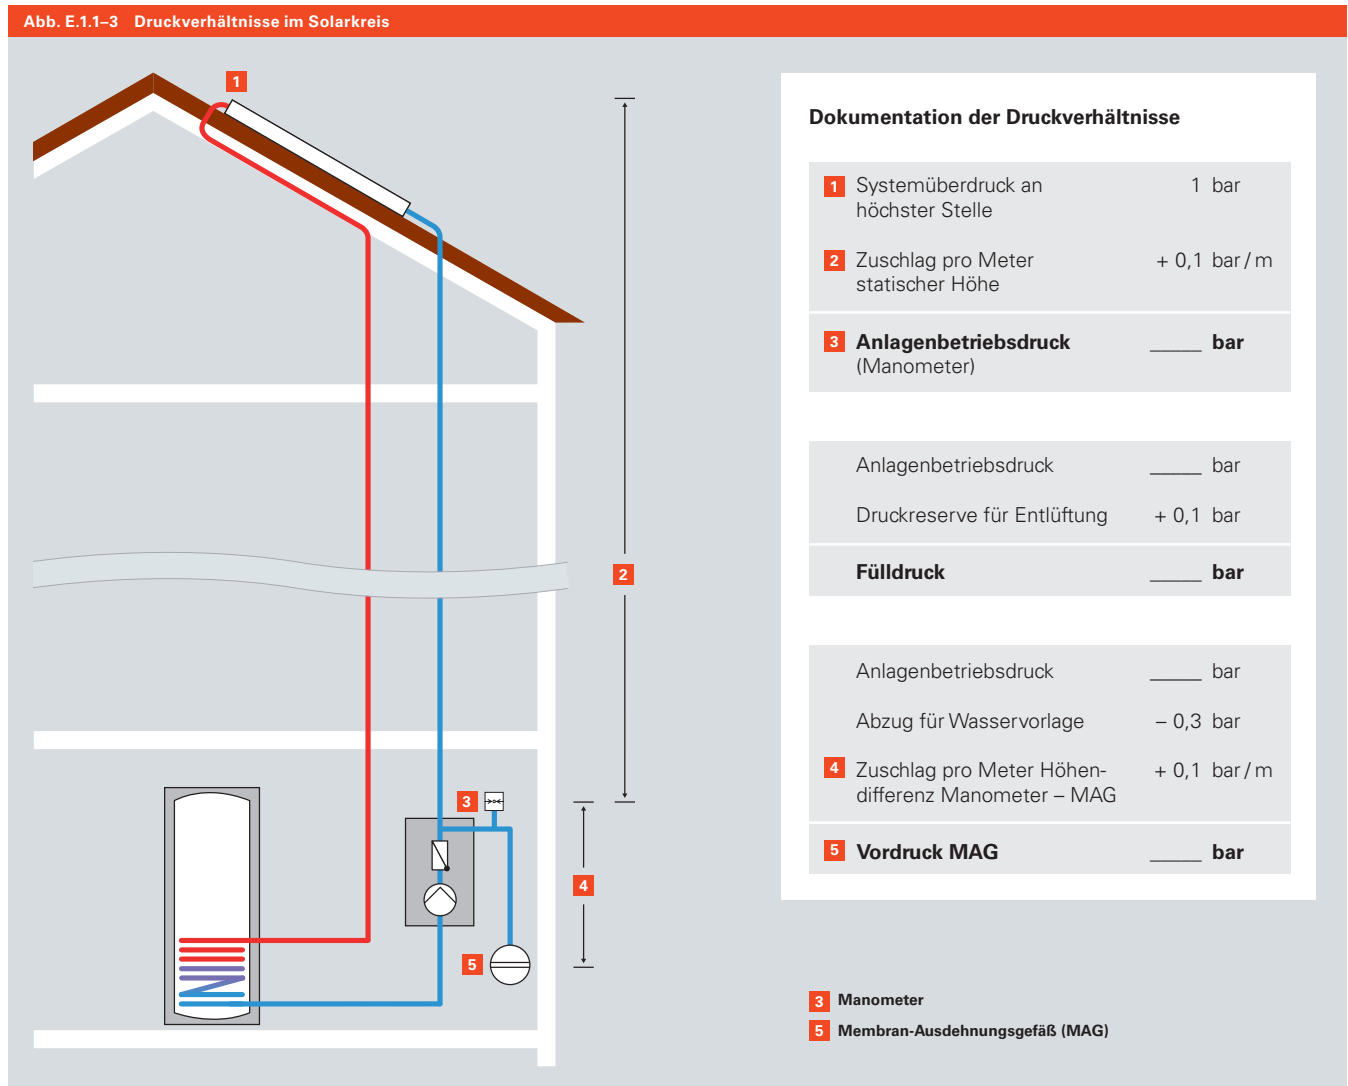 Abb. E.1.1–3 Druckverhältnisse im Solarkreis
1
2
3
4
5
Dokumentation der Druckverhältnisse
1 Systemüberdruck an 1 bar
höchster Stelle
2 Zuschlag pro Meter + 0,1 bar / m
statischer Höhe
3 Anlagenbetriebsdruck _____ bar
(Manometer)
Anlagenbetriebsdruck _____ bar
Druckreserve für Entlüftung + 0,1 bar
Fülldruck _____ bar
Anlagenbetriebsdruck _____ bar
Abzug für Wasservorlage – 0,3 bar
4 Zuschlag pro Meter Höhen- + 0,1 bar / m
differenz Manometer – MAG
5 Vordruck MAG _____ bar
3 Manometer
5 Membran-Ausdehnungsgefäß (MAG)